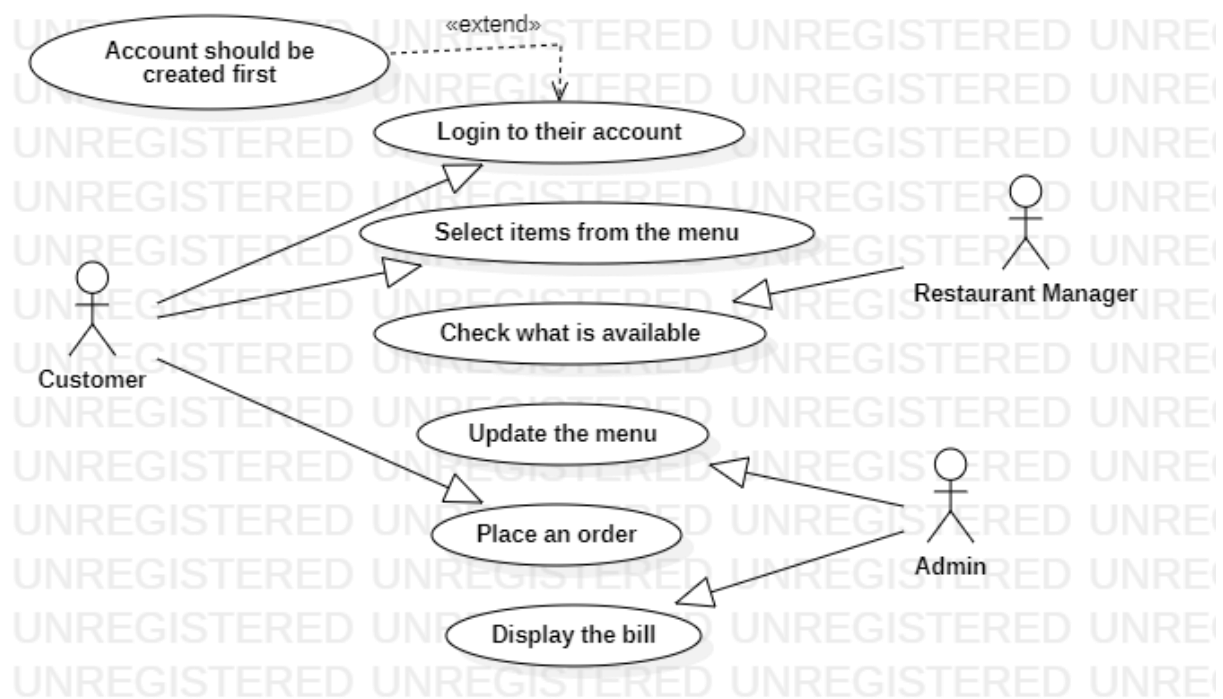 «extend»
Account should be
created first
Login to their account
Select items from the menu
Restaurant Manager
Check what is available
Customer
Update the menu
Place an order
Admin
Display the bill
UNREGISTERED